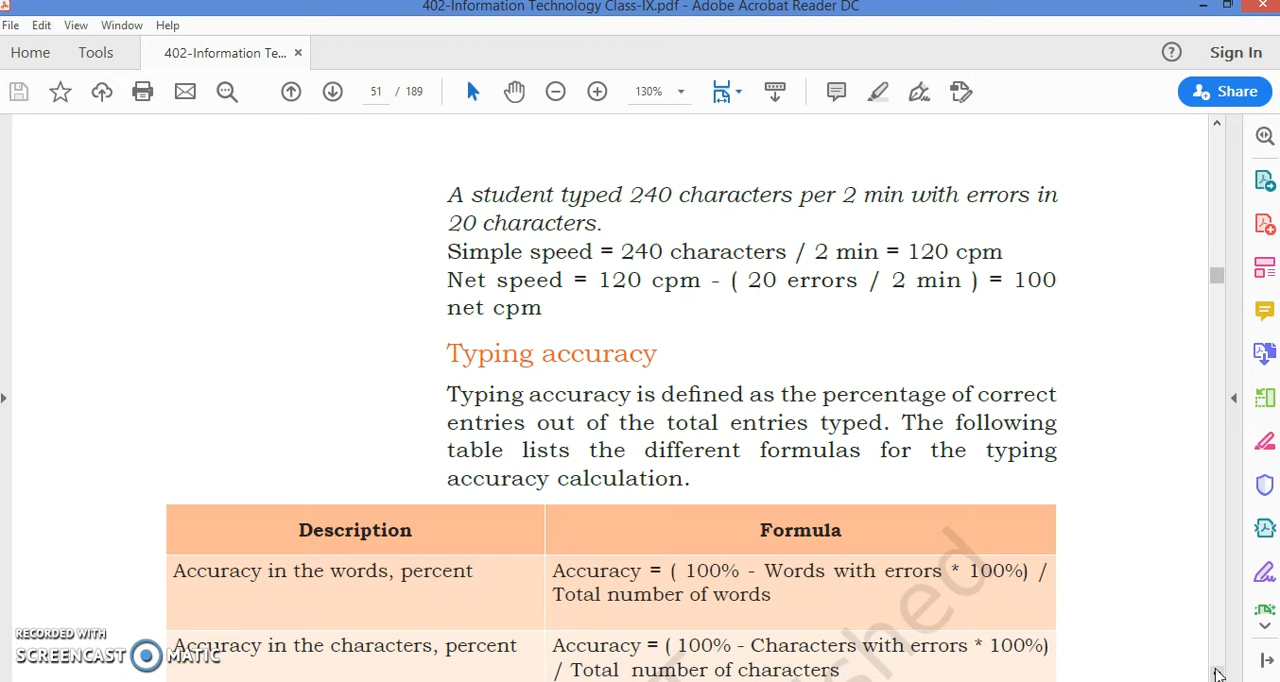 402-Information Technology Class-IX.pdf - Adobe Acrobat Reader DC
File Edit View Window Help
Home Tools 402-Information Te... × ? Sign In
51 / 189 130% Share
A student typed 240 characters per 2 min with errors in
20 characters.
Simple speed = 240 characters / 2 min = 120 cpm
Net speed = 120 cpm - ( 20 errors / 2 min ) = 100
net cpm
Typing accuracy
Typing accuracy is defined as the percentage of correct
entries out of the total entries typed. The following
table lists the different formulas for the typing
accuracy calculation.
Description Formula
Accuracy in the words, percent Accuracy = ( 100% - Words with errors * 100%) /
Total number of words
Accuracy in the characters, percent Accuracy = ( 100% - Characters with errors * 100%)
/ Total number of characters
RECORDED WITH
SCREENCAST MATIC